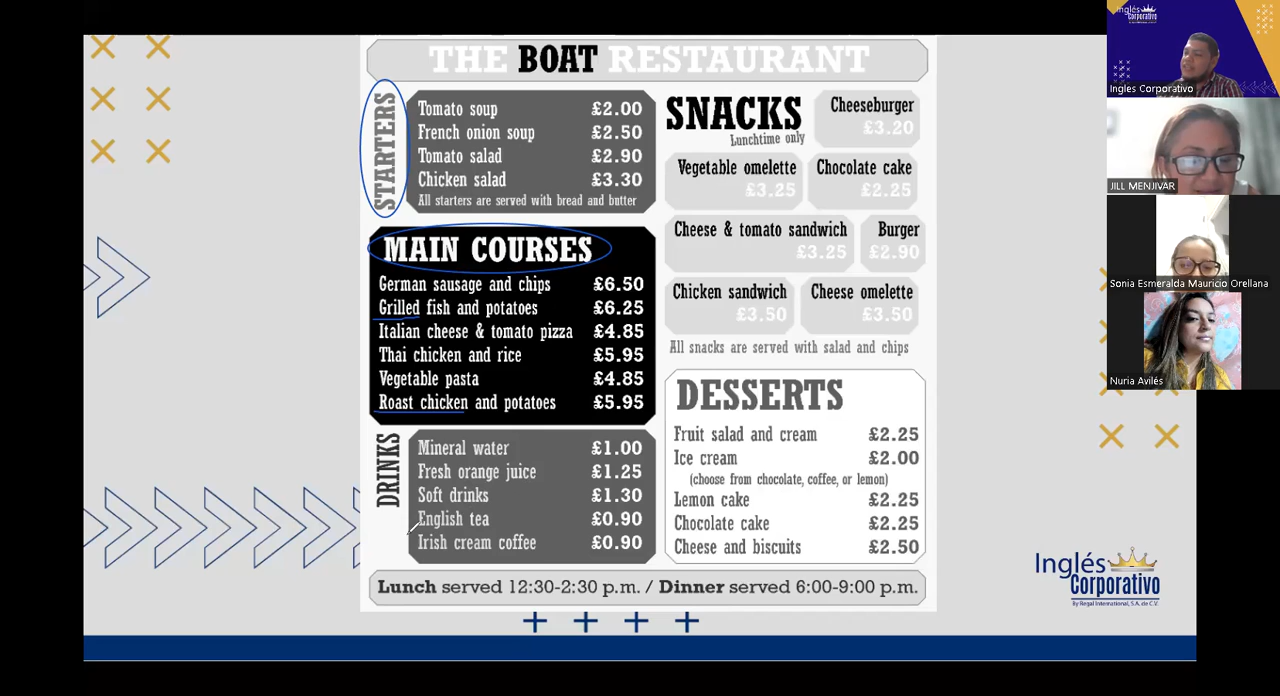 THE BOAT RESTAURANT
STARTERS
Tomato soup £2.00
French onion soup £2.50
Tomato salad £2.90
Chicken salad £3.30
All starters are served with bread and butter
MAIN COURSES
German sausage and chips £6.50
Grilled fish and potatoes £6.25
Italian cheese & tomato pizza £4.85
Thai chicken and rice £5.95
Vegetable pasta £4.85
Roast chicken and potatoes £5.95
DRINKS
Mineral water £1.00
Fresh orange juice £1.25
Soft drinks £1.30
English tea £0.90
Irish cream coffee £0.90
SNACKS
Lunchtime only
Cheeseburger
£3.20
Vegetable omelette
£3.25
Chocolate cake
£2.25
Cheese & tomato sandwich
£3.25
Burger
£2.90
Chicken sandwich
£3.50
Cheese omelette
£3.50
All snacks are served with salad and chips
DESSERTS
Fruit salad and cream £2.25
Ice cream £2.00
(choose from chocolate, coffee, or lemon)
Lemon cake £2.25
Chocolate cake £2.25
Cheese and biscuits £2.50
Lunch served 12:30-2:30 p.m. / Dinner served 6:00-9:00 p.m.
Inglés
Corporativo
By Regal International, S.A. de C.V.
Inglés
Corporativo
Ingles Corporativo
JILL MENJIVAR
Sonia Esmeralda Mauricio Orellana
Nuria Avilés